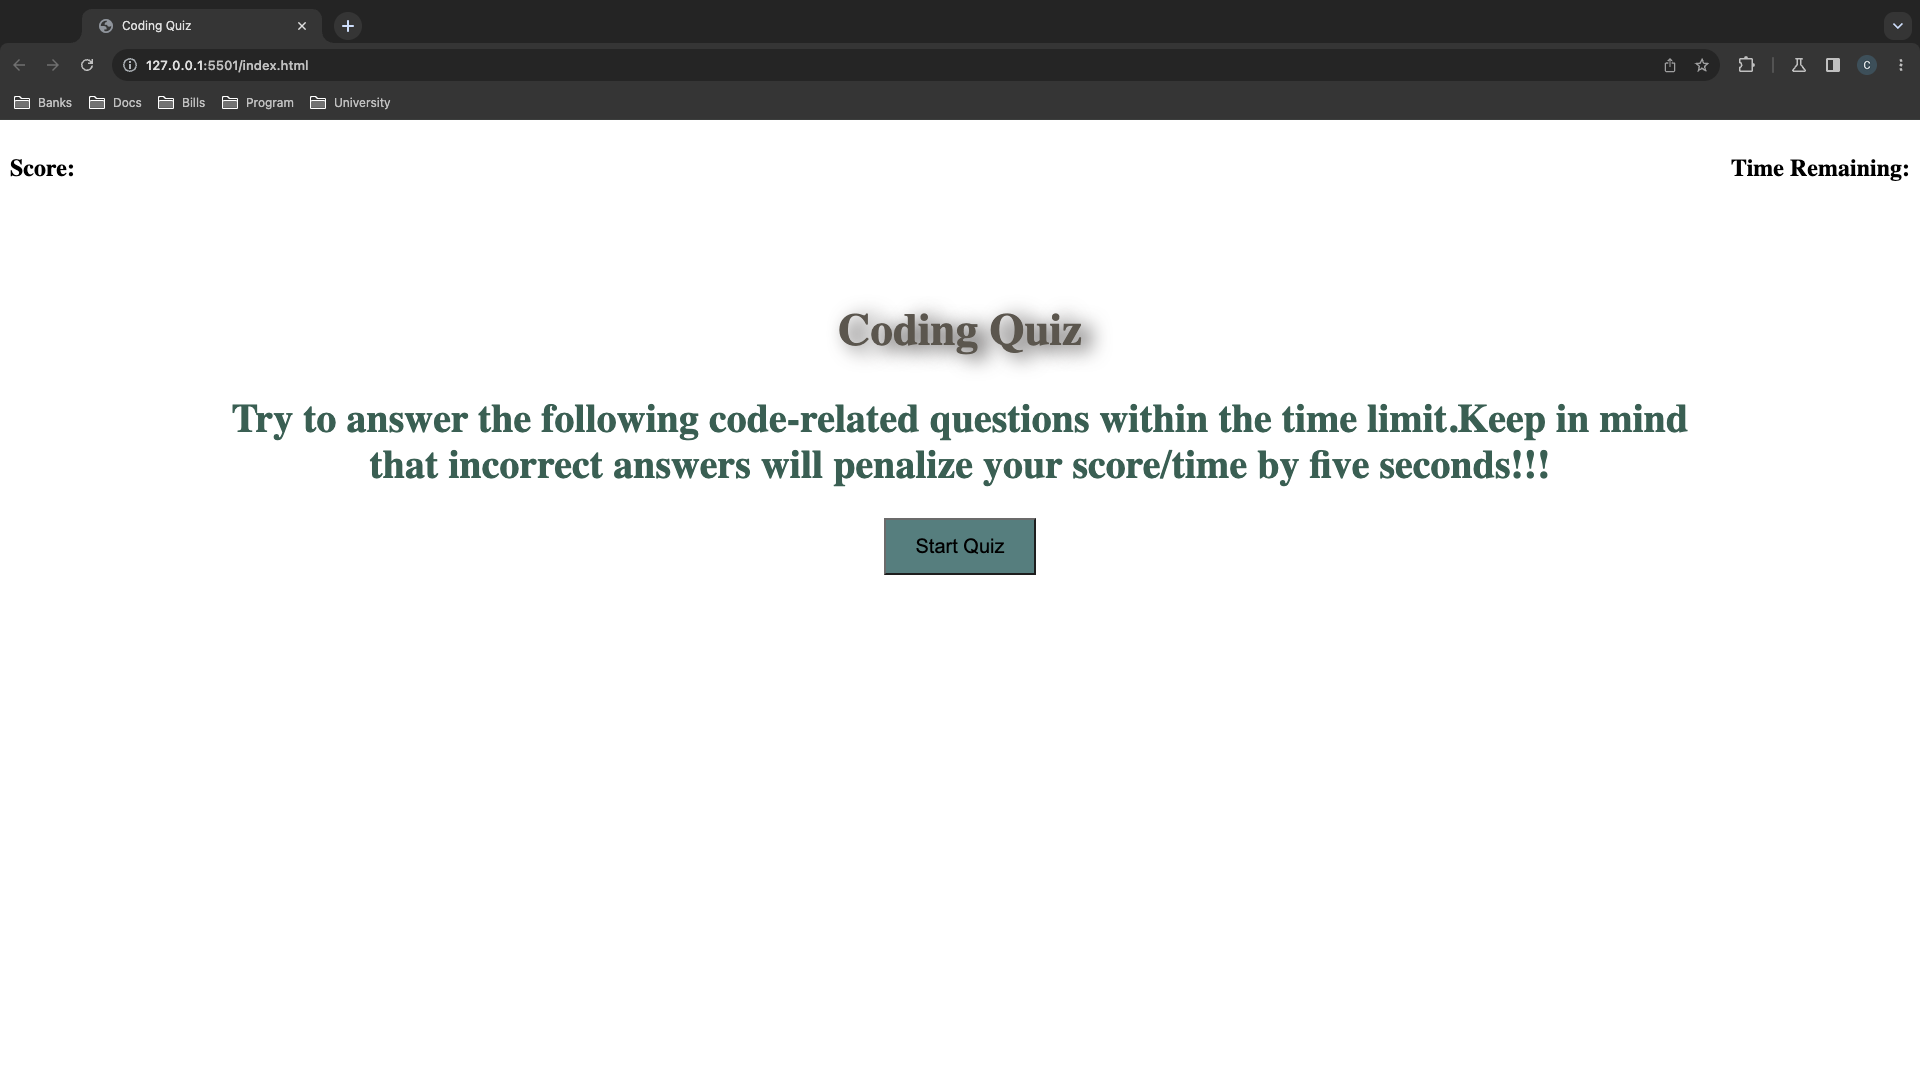 Coding Quiz
127.0.0.1:5501/index.html
C
Banks Docs Bills Program University
Score: Time Remaining:
Coding Quiz
Try to answer the following code-related questions within the time limit.Keep in mind
that incorrect answers will penalize your score/time by five seconds!!!
Start Quiz